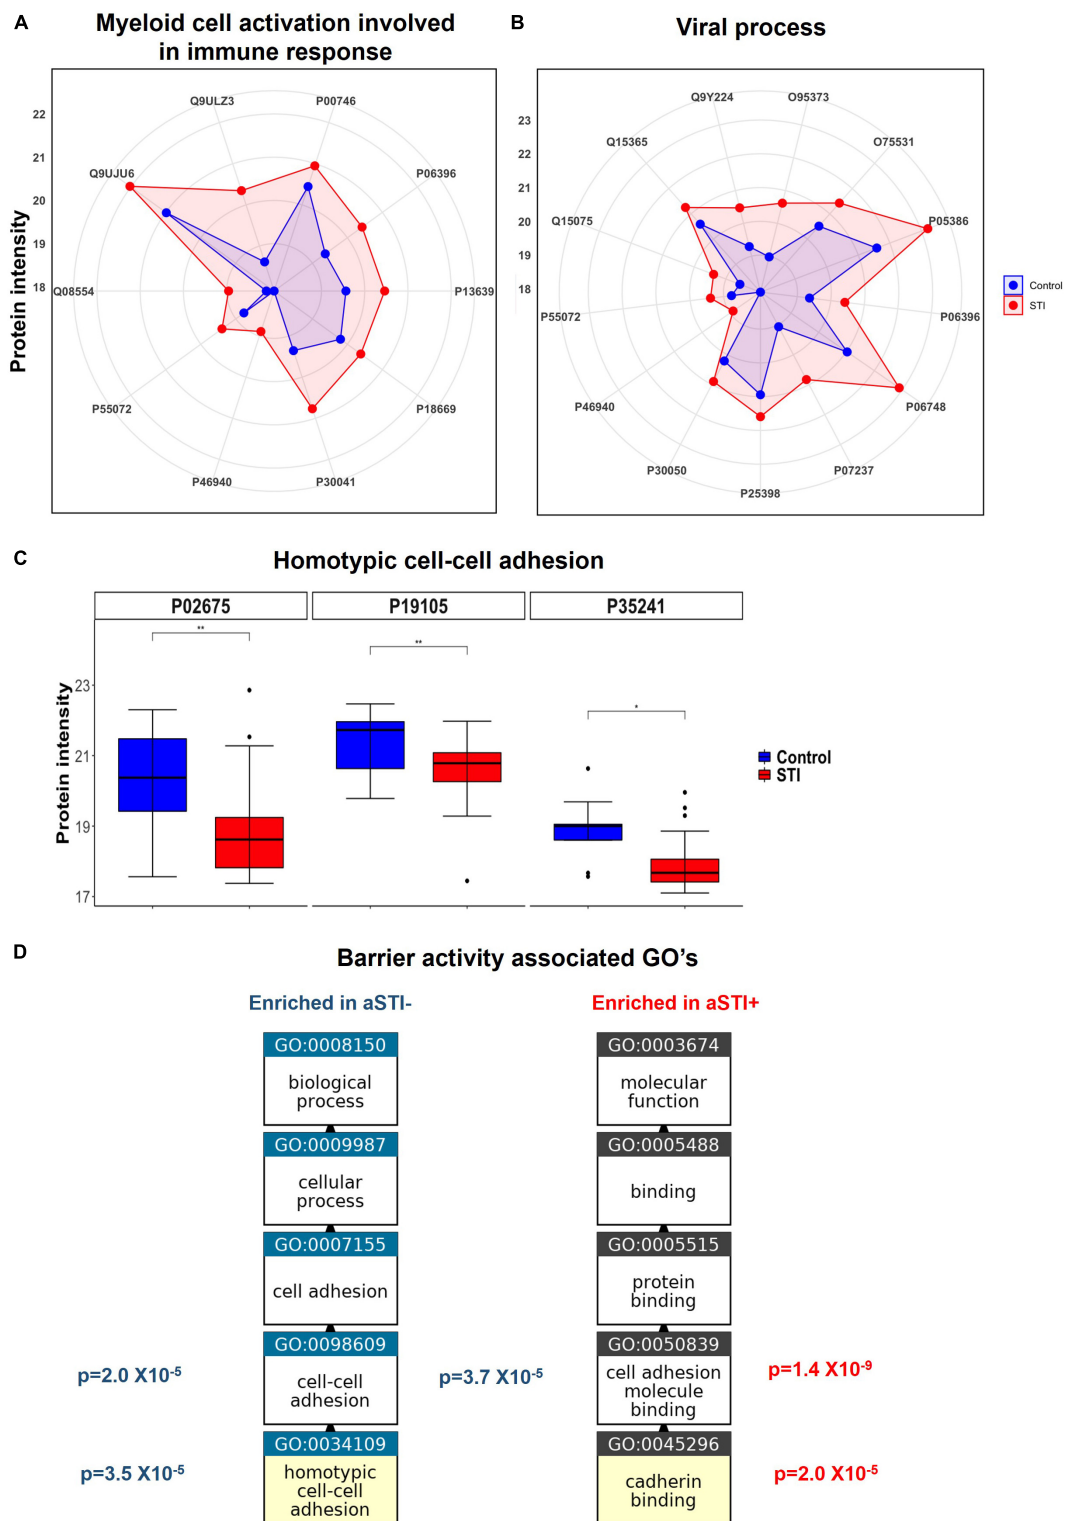 A
Myeloid cell activation involved
in immune response
B
Viral process
Protein intensity
22
21
20
19
18
Q9ULZ3
P00746
Q9UJU6
P06396
Q08554
P13639
P55072
P18669
P46940
P30041
23
22
21
20
19
18
Q9Y224
O95373
Q15365
O75531
Q15075
P05386
P55072
P06396
P46940
P06748
P30050
P07237
P25398
Control
STI
C
Homotypic cell-cell adhesion
P02675
P19105
P35241
**
**
*
Protein intensity
23
21
19
17
Control
STI
D
Barrier activity associated GO's
Enriched in aSTI-
Enriched in aSTI+
GO:0008150
biological
process
GO:0009987
cellular
process
GO:0007155
cell adhesion
GO:0098609
cell-cell
adhesion
GO:0034109
homotypic
cell-cell
adhesion
GO:0003674
molecular
function
GO:0005488
binding
GO:0005515
protein
binding
GO:0050839
cell adhesion
molecule
binding
GO:0045296
cadherin
binding
p=2.0 X10-5
p=3.7 X10-5
p=1.4 X10-9
p=3.5 X10-5
p=2.0 X10-5